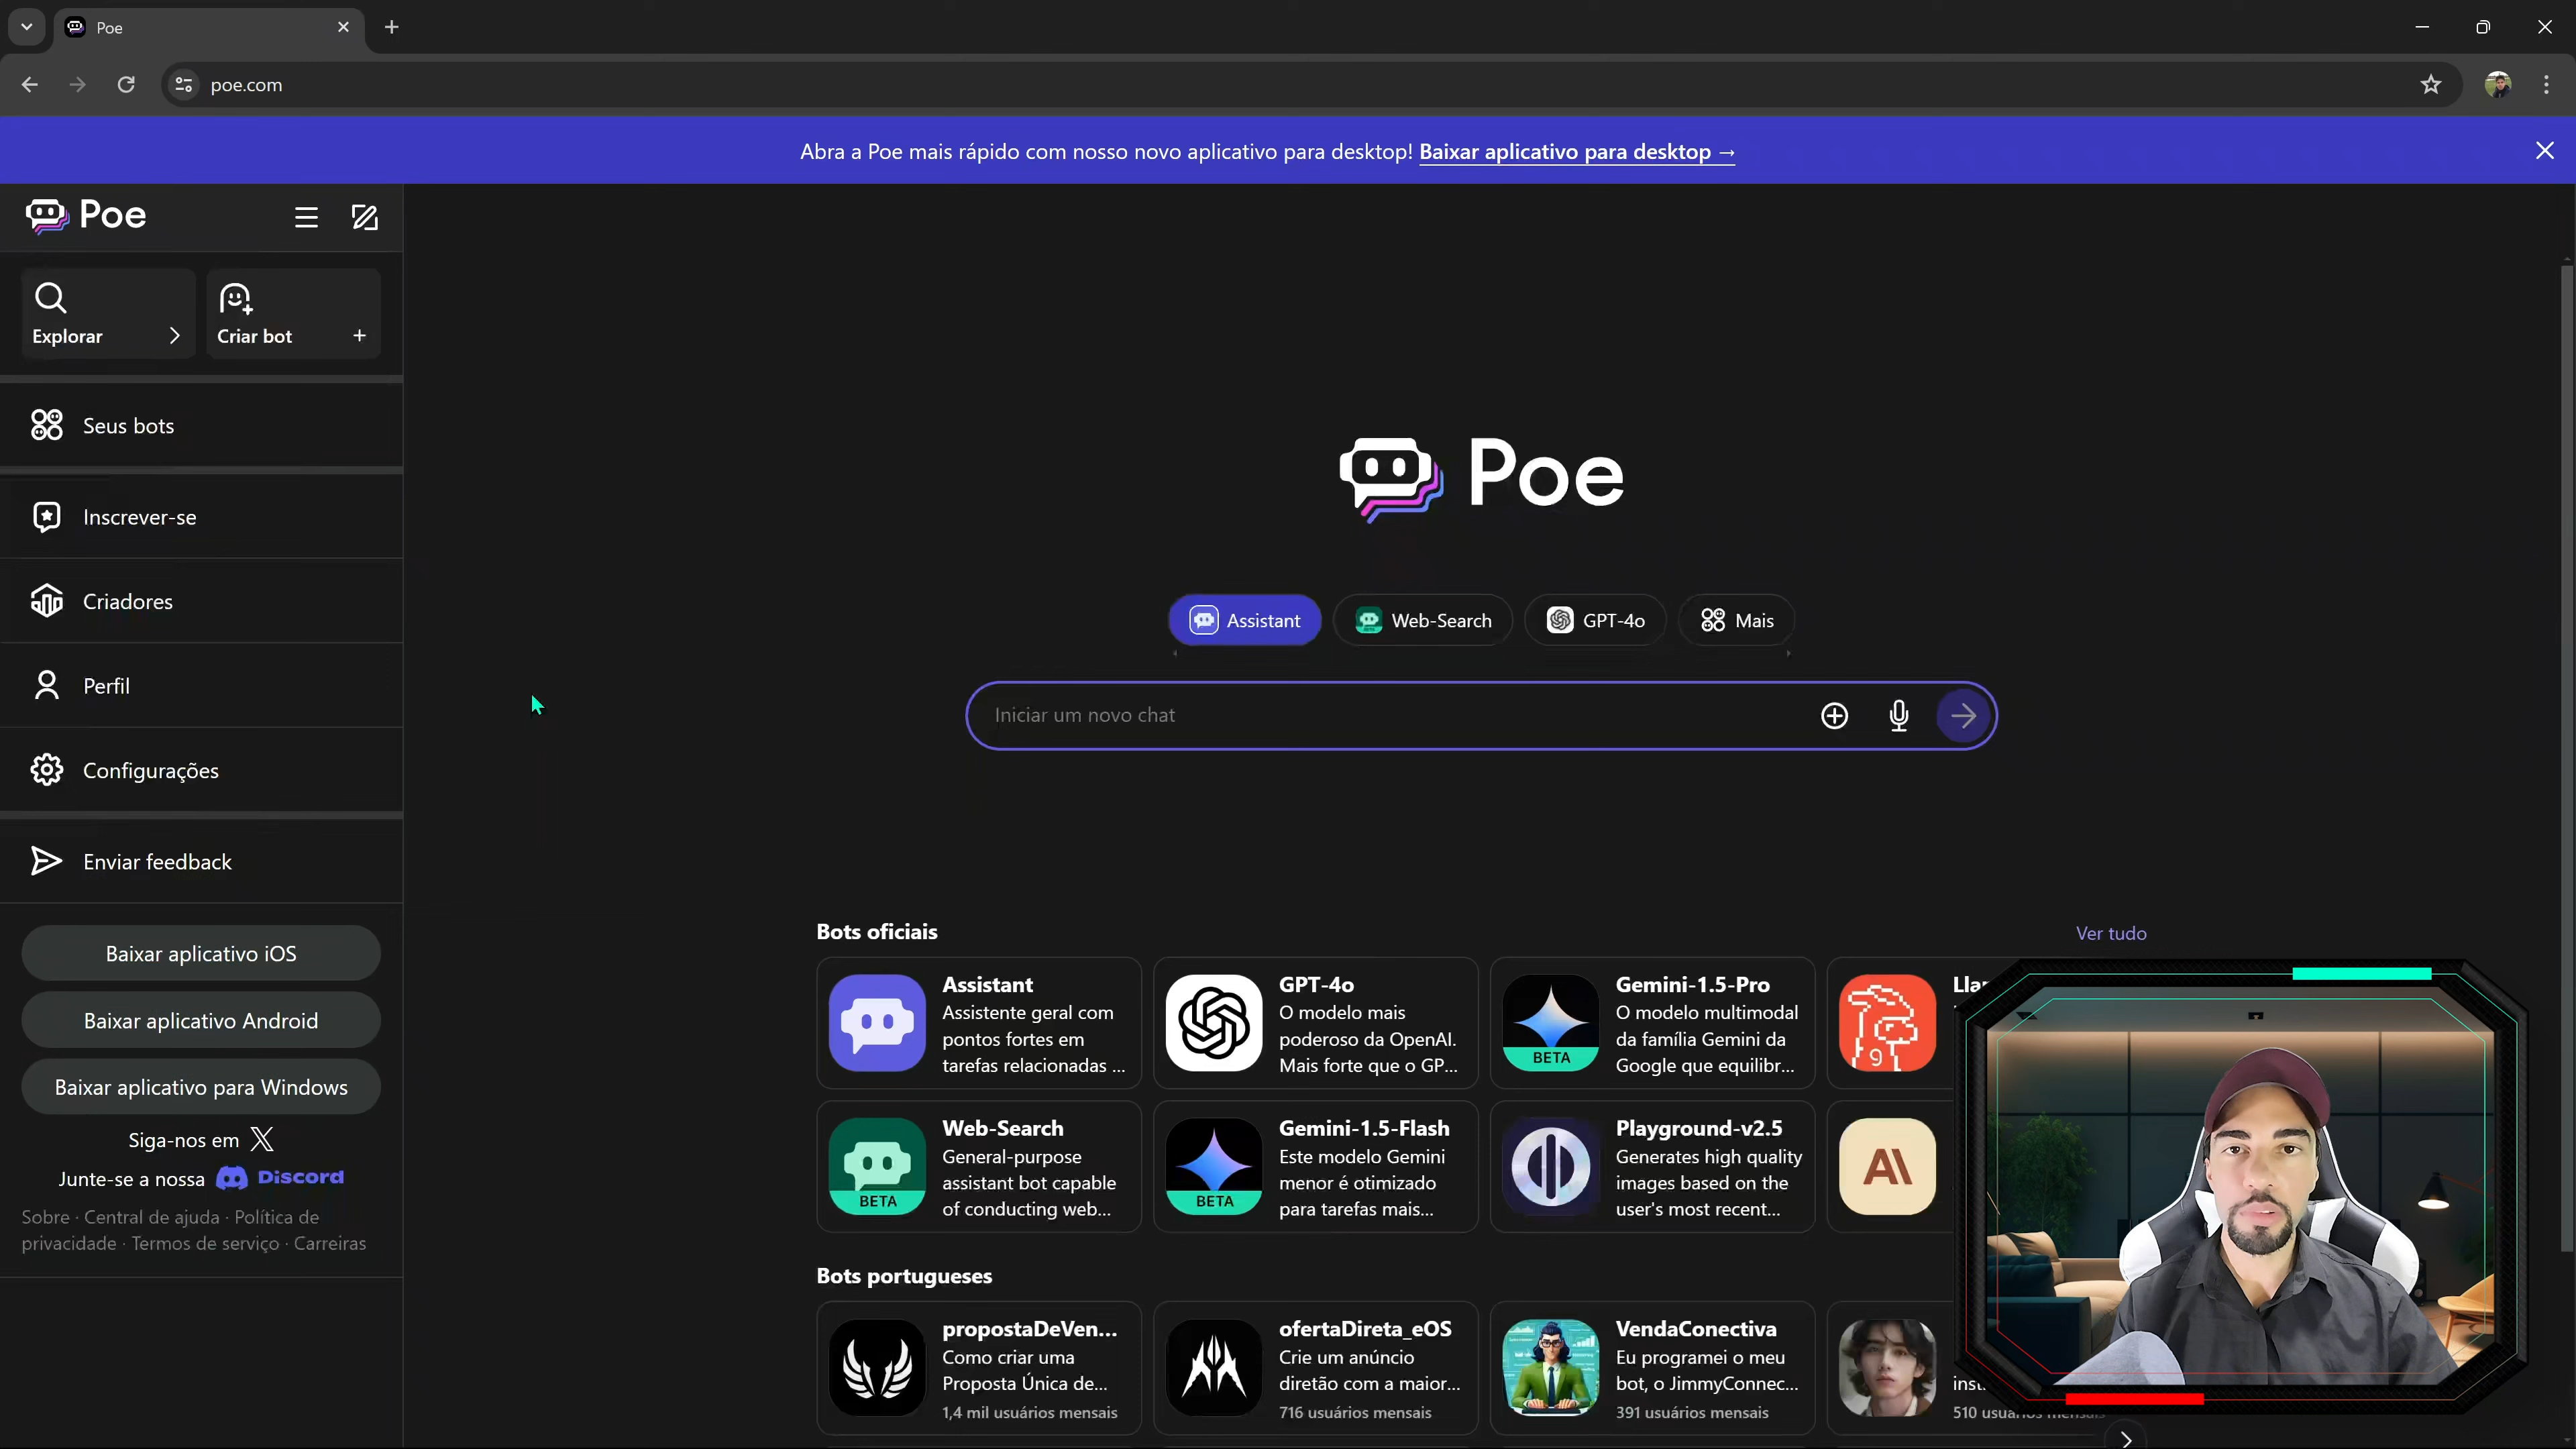 Poe
poe.com
Abra a Poe mais rápido com nosso novo aplicativo para desktop! Baixar aplicativo para desktop →
Poe
Explorar
Criar bot +
Seus bots
Inscrever-se
Criadores
Perfil
Configurações
Enviar feedback
Baixar aplicativo iOS
Baixar aplicativo Android
Baixar aplicativo para Windows
Siga-nos em X
Junte-se a nossa Discord
Sobre · Central de ajuda · Política de
privacidade · Termos de serviço · Carreiras
Poe
Assistant
Web-Search
GPT-4o
Mais
Iniciar um novo chat
Bots oficiais
Ver tudo
Assistant
Assistente geral com
pontos fortes em
tarefas relacionadas ...
GPT-4o
O modelo mais
poderoso da OpenAI.
Mais forte que o GP...
BETA
Gemini-1.5-Pro
O modelo multimodal
da família Gemini da
Google que equilibr...
BETA
Web-Search
General-purpose
assistant bot capable
of conducting web...
BETA
Gemini-1.5-Flash
Este modelo Gemini
menor é otimizado
para tarefas mais...
Playground-v2.5
Generates high quality
images based on the
user's most recent...
Bots portugueses
propostaDeVen...
Como criar uma
Proposta Única de...
1,4 mil usuários mensais
ofertaDireta_eOS
Crie um anúncio
diretão com a maior...
716 usuários mensais
VendaConectiva
Eu programei o meu
bot, o JimmyConnec...
391 usuários mensais
510 usuários mensais